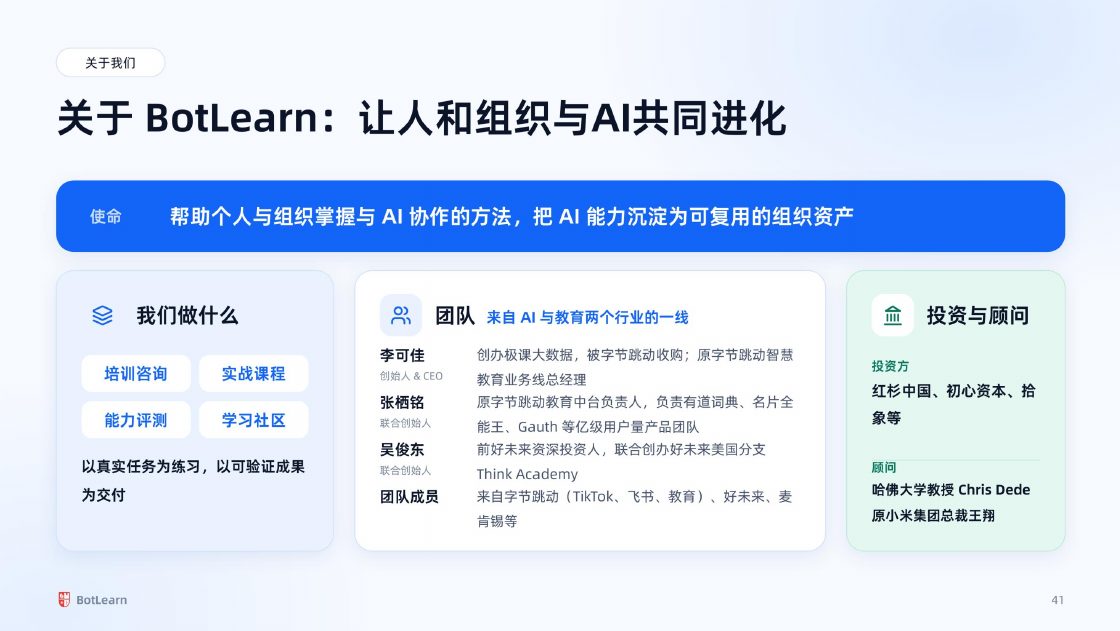 关于我们
关于 BotLearn：让人和组织与AI共同进化
使命
帮助个人与组织掌握与 AI 协作的方法，把 AI 能力沉淀为可复用的组织资产
我们做什么
培训咨询
实战课程
能力评测
学习社区
以真实任务为练习，以可验证成果
为交付
团队 来自 AI 与教育两个行业的一线
李可佳
创始人 & CEO
创办极课大数据，被字节跳动收购；原字节跳动智慧
教育业务线总经理
张栖铭
联合创始人
原字节跳动教育中台负责人，负责有道词典、名片全
能王、Gauth 等亿级用户量产品团队
吴俊东
联合创始人
前好未来资深投资人，联合创办好未来美国分支
Think Academy
团队成员
来自字节跳动（TikTok、飞书、教育）、好未来、麦
肯锡等
投资与顾问
投资方
红杉中国、初心资本、拾
象等
顾问
哈佛大学教授 Chris Dede
原小米集团总裁王翔
BotLearn
41